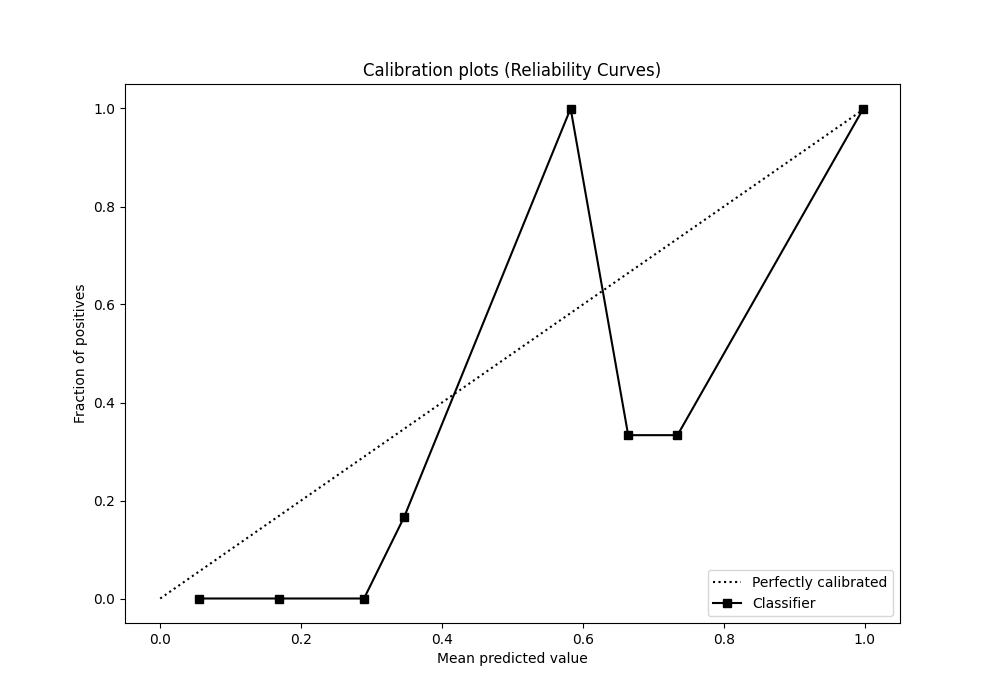 Calibration plots (Reliability Curves)
1.0
0.8
0.6
0.4
0.2
0.0
Fraction of positives
0.0 0.2 0.4 0.6 0.8 1.0
Mean predicted value
Perfectly calibrated
Classifier